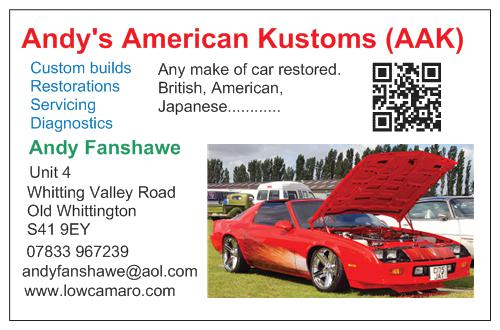 Andy's American Kustoms (AAK)
Custom builds
Restorations
Servicing
Diagnostics
Any make of car restored.
British, American,
Japanese............
Andy Fanshawe
Unit 4
Whitting Valley Road
Old Whittington
S41 9EY
07833 967239
andyfanshawe@aol.com
www.lowcamaro.com